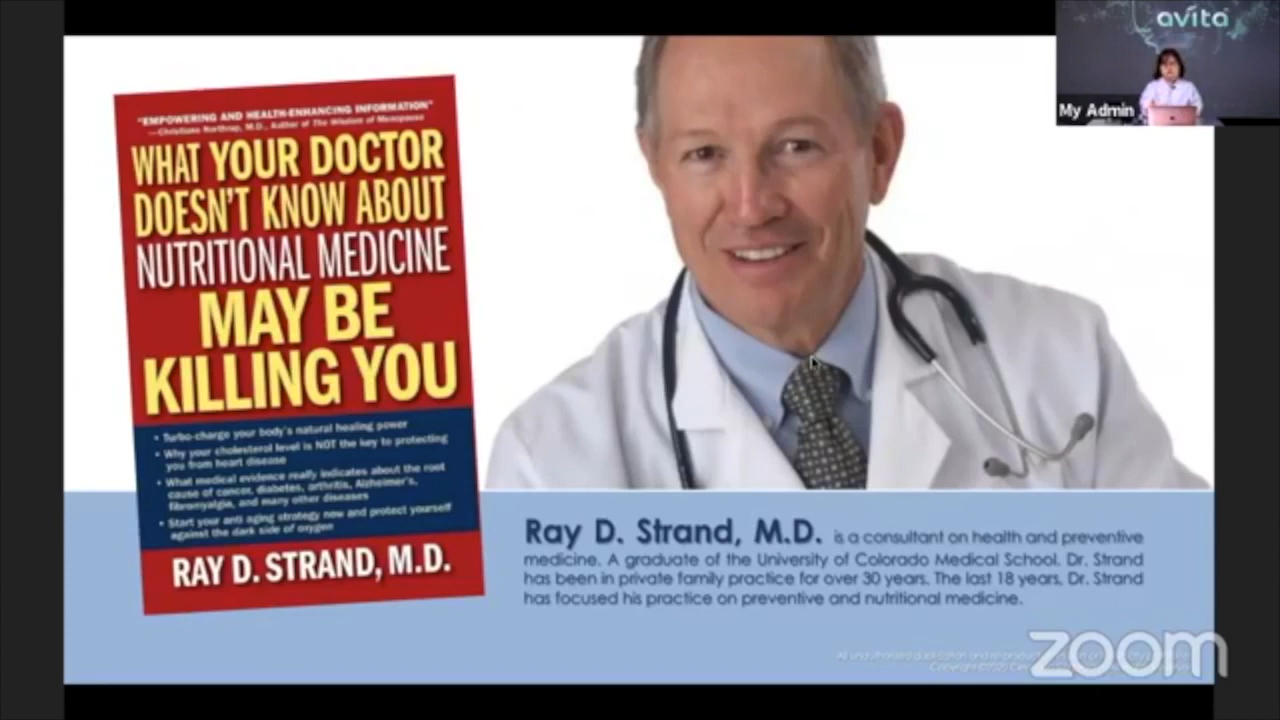 "EMPOWERING AND HEALTH-ENHANCING INFORMATION"
—Christiane Northrup, M.D., Author of The Wisdom of Menopause
WHAT YOUR DOCTOR
DOESN'T KNOW ABOUT
NUTRITIONAL MEDICINE
MAY BE
KILLING YOU
• Turbo-charge your body's natural healing power
• Why your cholesterol level is NOT the key to protecting
you from heart disease
• What medical evidence really indicates about the root
cause of cancer, diabetes, arthritis, Alzheimer's,
fibromyalgia, and many other diseases
• Start your anti aging strategy now and protect yourself
against the dark side of oxygen
RAY D. STRAND, M.D.
avita
My Admin
Ray D. Strand, M.D. is a consultant on health and preventive
medicine. A graduate of the University of Colorado Medical School, Dr. Strand
has been in private family practice for over 30 years. The last 18 years, Dr. Strand
has focused his practice on preventive and nutritional medicine.
All unauthorized duplication and
Copyright ©2020
zoom